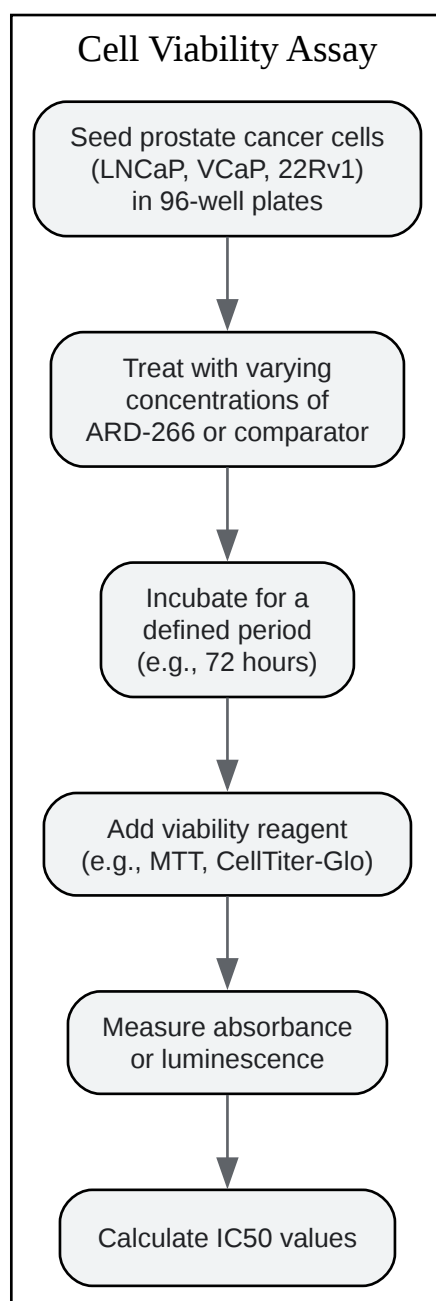 Cell Viability Assay
Seed prostate cancer cells
(LNCaP, VCaP, 22Rv1)
in 96-well plates
Treat with varying
concentrations of
ARD-266 or comparator
Incubate for a
defined period
(e.g., 72 hours)
Add viability reagent
(e.g., MTT, CellTiter-Glo)
Measure absorbance
or luminescence
Calculate IC50 values